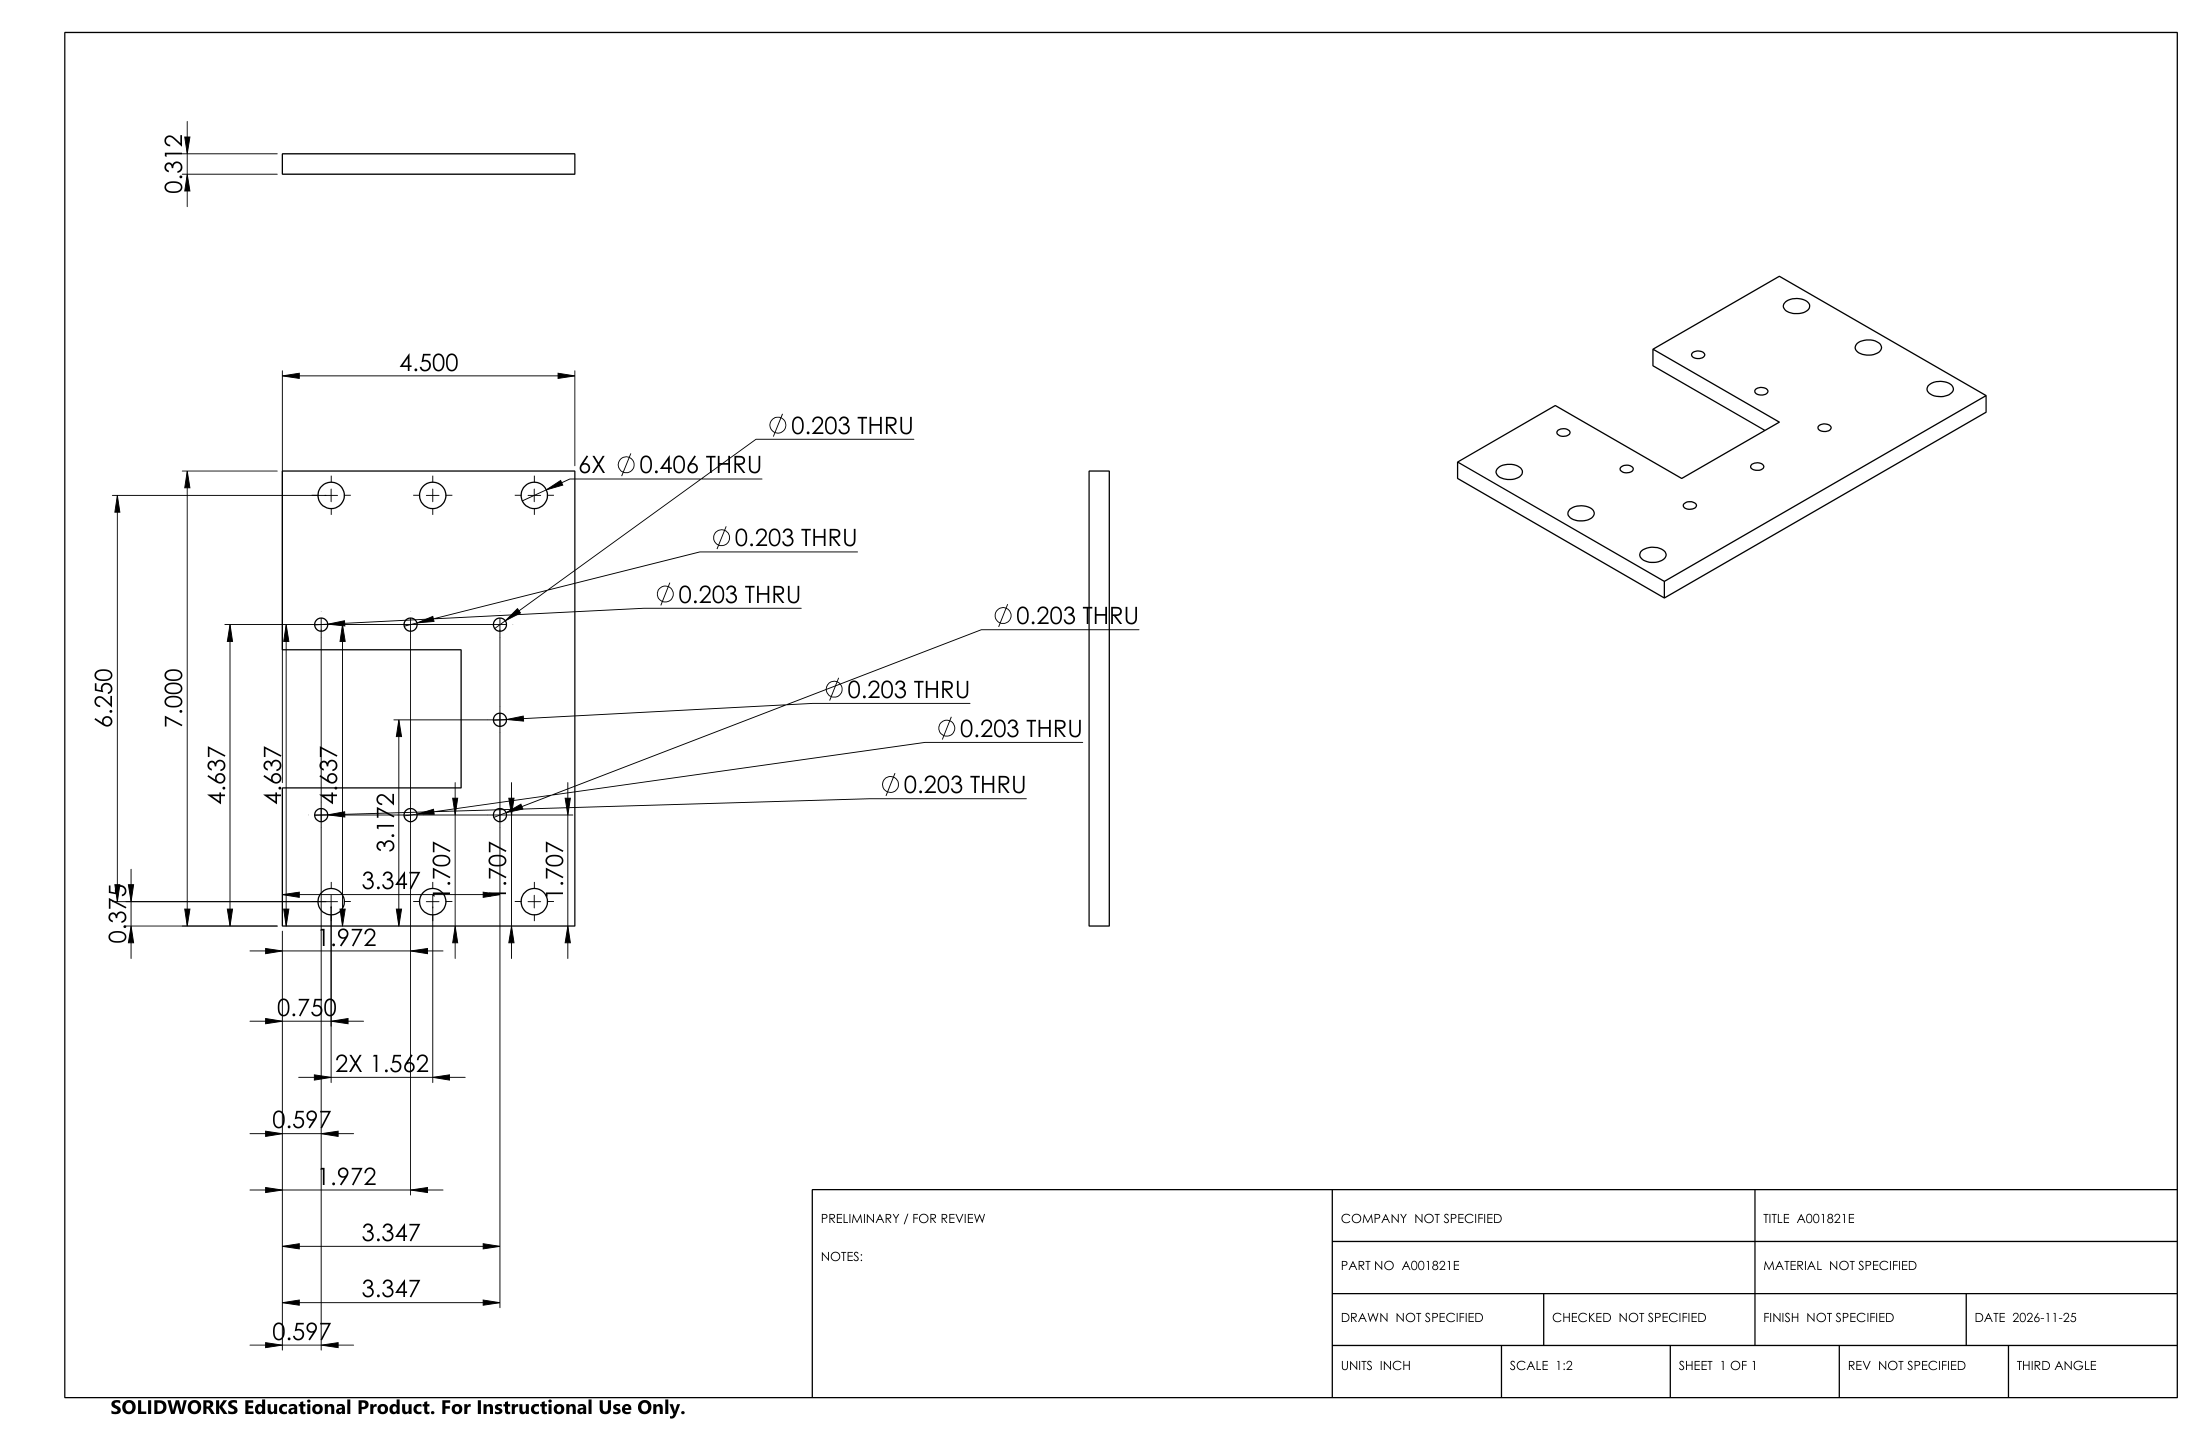 0.312
4.500
⌀0.203 THRU
6X ⌀0.406 THRU
⌀0.203 THRU
⌀0.203 THRU
⌀0.203 THRU
⌀0.203 THRU
⌀0.203 THRU
⌀0.203 THRU
6.250
7.000
4.637
4.637
4.637
3.172
1.707
1.707
1.707
3.347
0.375
1.972
0.750
2X 1.562
0.597
1.972
3.347
3.347
0.597
PRELIMINARY / FOR REVIEW
NOTES:
COMPANY NOT SPECIFIED
TITLE A001821E
PART NO A001821E
MATERIAL NOT SPECIFIED
DRAWN NOT SPECIFIED
CHECKED NOT SPECIFIED
FINISH NOT SPECIFIED
DATE 2026-11-25
UNITS INCH
SCALE 1:2
SHEET 1 OF 1
REV NOT SPECIFIED
THIRD ANGLE
SOLIDWORKS Educational Product. For Instructional Use Only.